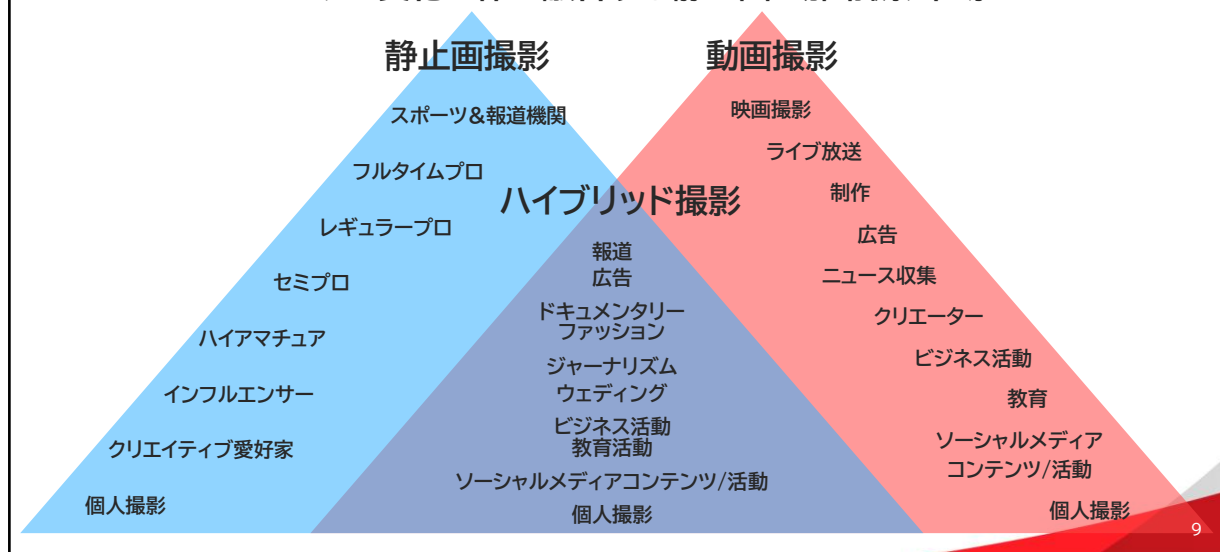 静止画撮影
スポーツ&報道機関
フルタイムプロ
レギュラープロ
セミプロ
ハイアマチュア
インフルエンサー
クリエイティブ愛好家
個人撮影
ハイブリッド撮影
報道
広告
ドキュメンタリー
ファッション
ジャーナリズム
ウェディング
ビジネス活動
教育活動
ソーシャルメディアコンテンツ/活動
個人撮影
動画撮影
映画撮影
ライブ放送
制作
広告
ニュース収集
クリエーター
ビジネス活動
教育
ソーシャルメディア
コンテンツ/活動
個人撮影
9